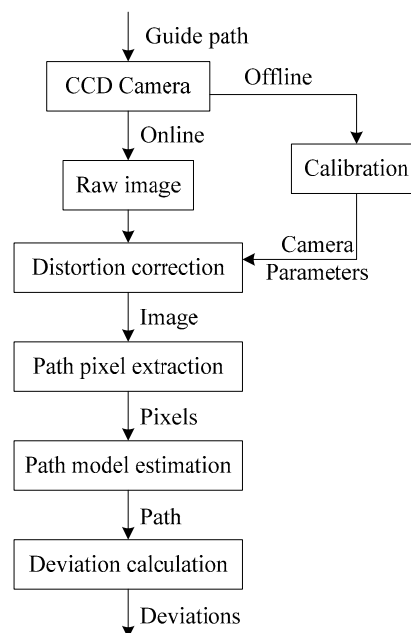 Guide path
CCD Camera
Offline
Online
Raw image
Calibration
Camera
Parameters
Distortion correction
Image
Path pixel extraction
Pixels
Path model estimation
Path
Deviation calculation
Deviations